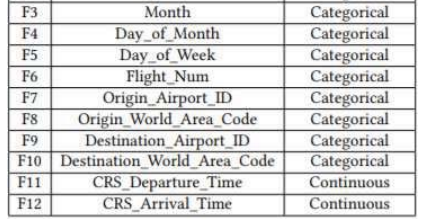 F3 Month Categorical
F4 Day_of_Month Categorical
F5 Day_of_Week Categorical
F6 Flight_Num Categorical
F7 Origin_Airport_ID Categorical
F8 Origin_World_Area_Code Categorical
F9 Destination_Airport_ID Categorical
F10 Destination_World_Area_Code Categorical
F11 CRS_Departure_Time Continuous
F12 CRS_Arrival_Time Continuous